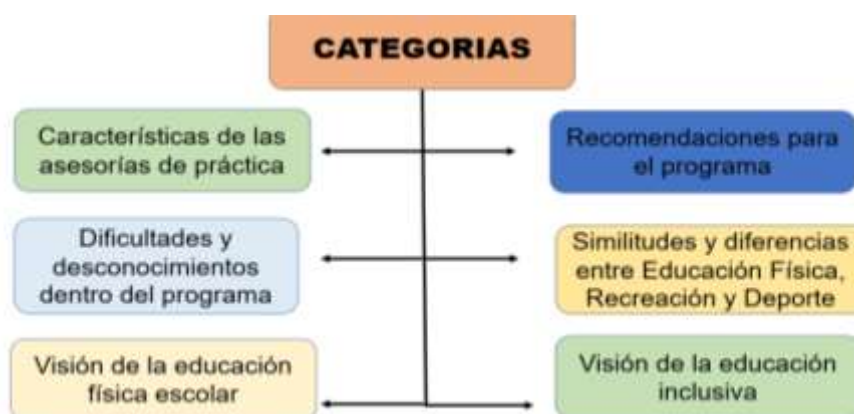 CATEGORIAS
Características de las
asesorías de práctica
Recomendaciones para
el programa
Dificultades y
desconocimientos
dentro del programa
Similitudes y diferencias
entre Educación Física,
Recreación y Deporte
Visión de la educación
física escolar
Visión de la educación
inclusiva